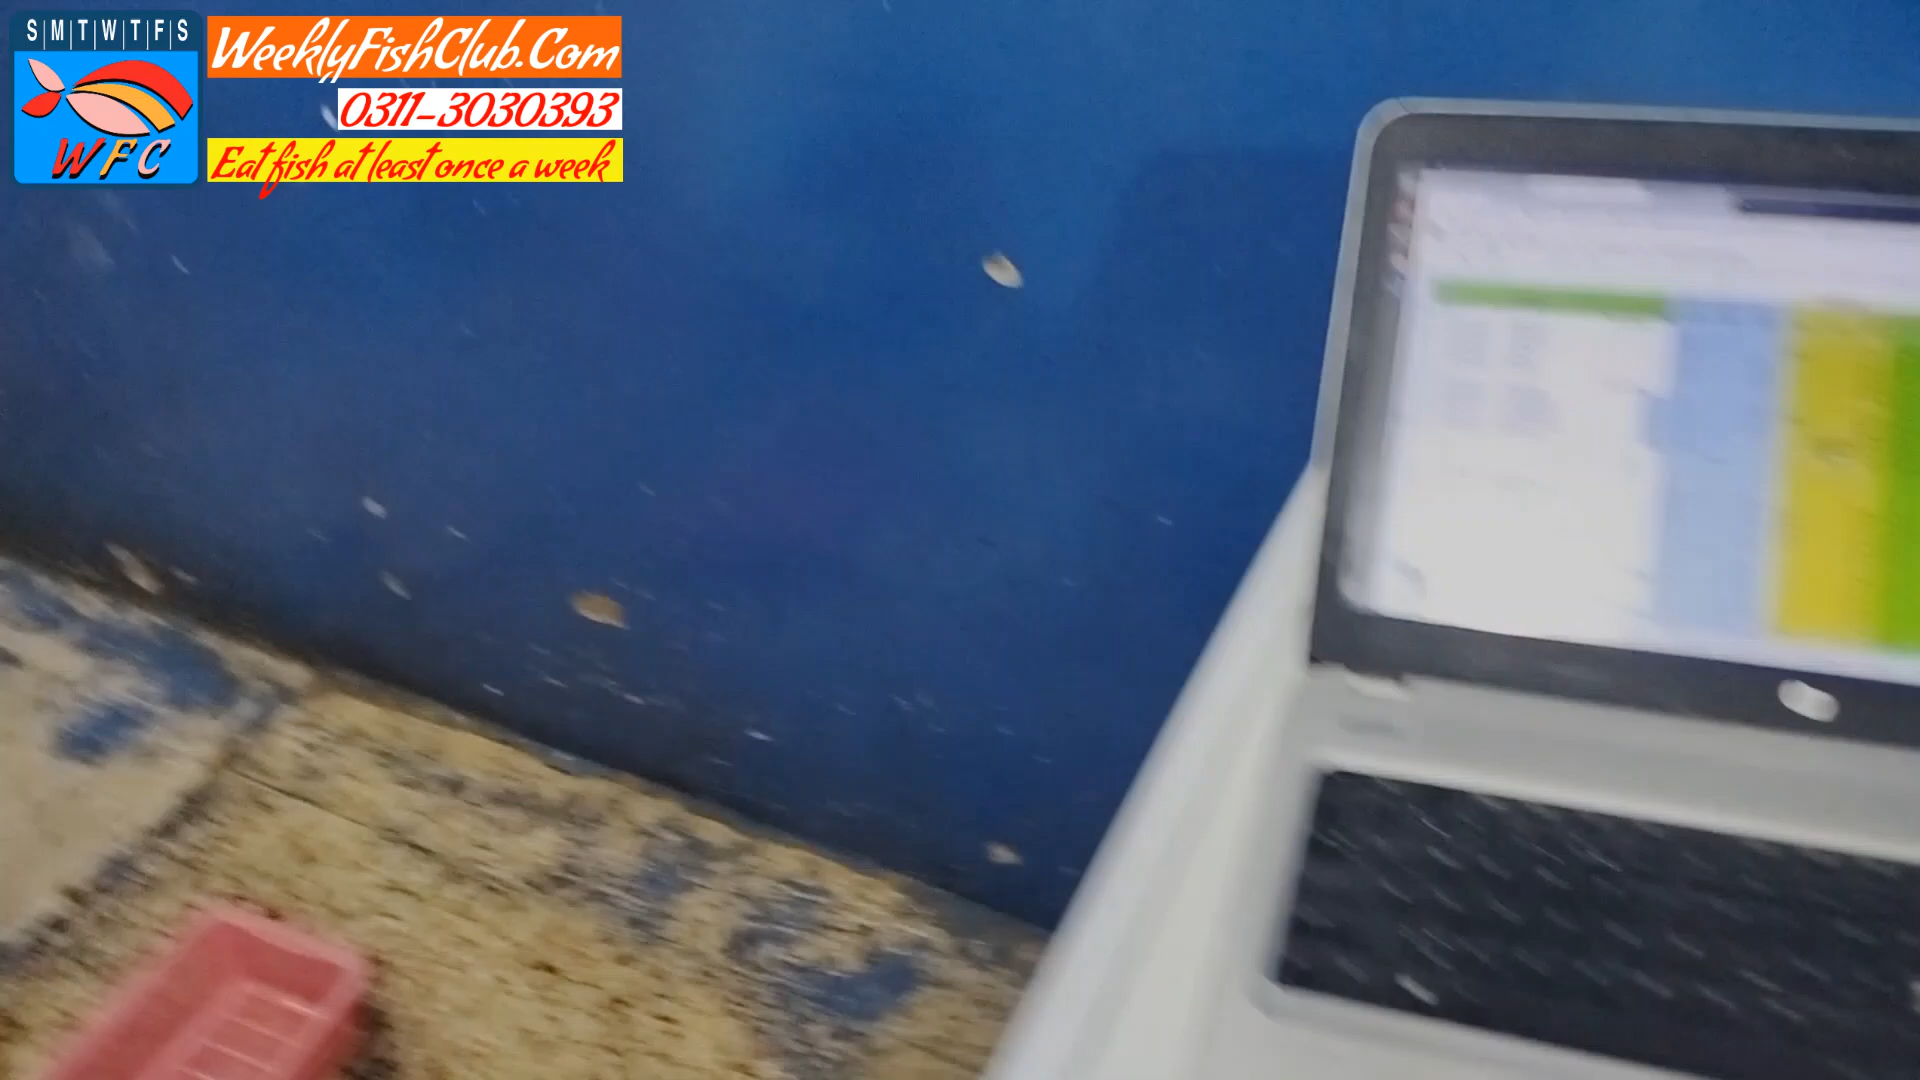 S M T W T F S
WFC
WeeklyFishClub.Com
0311-3030393
Eat fish at least once a week